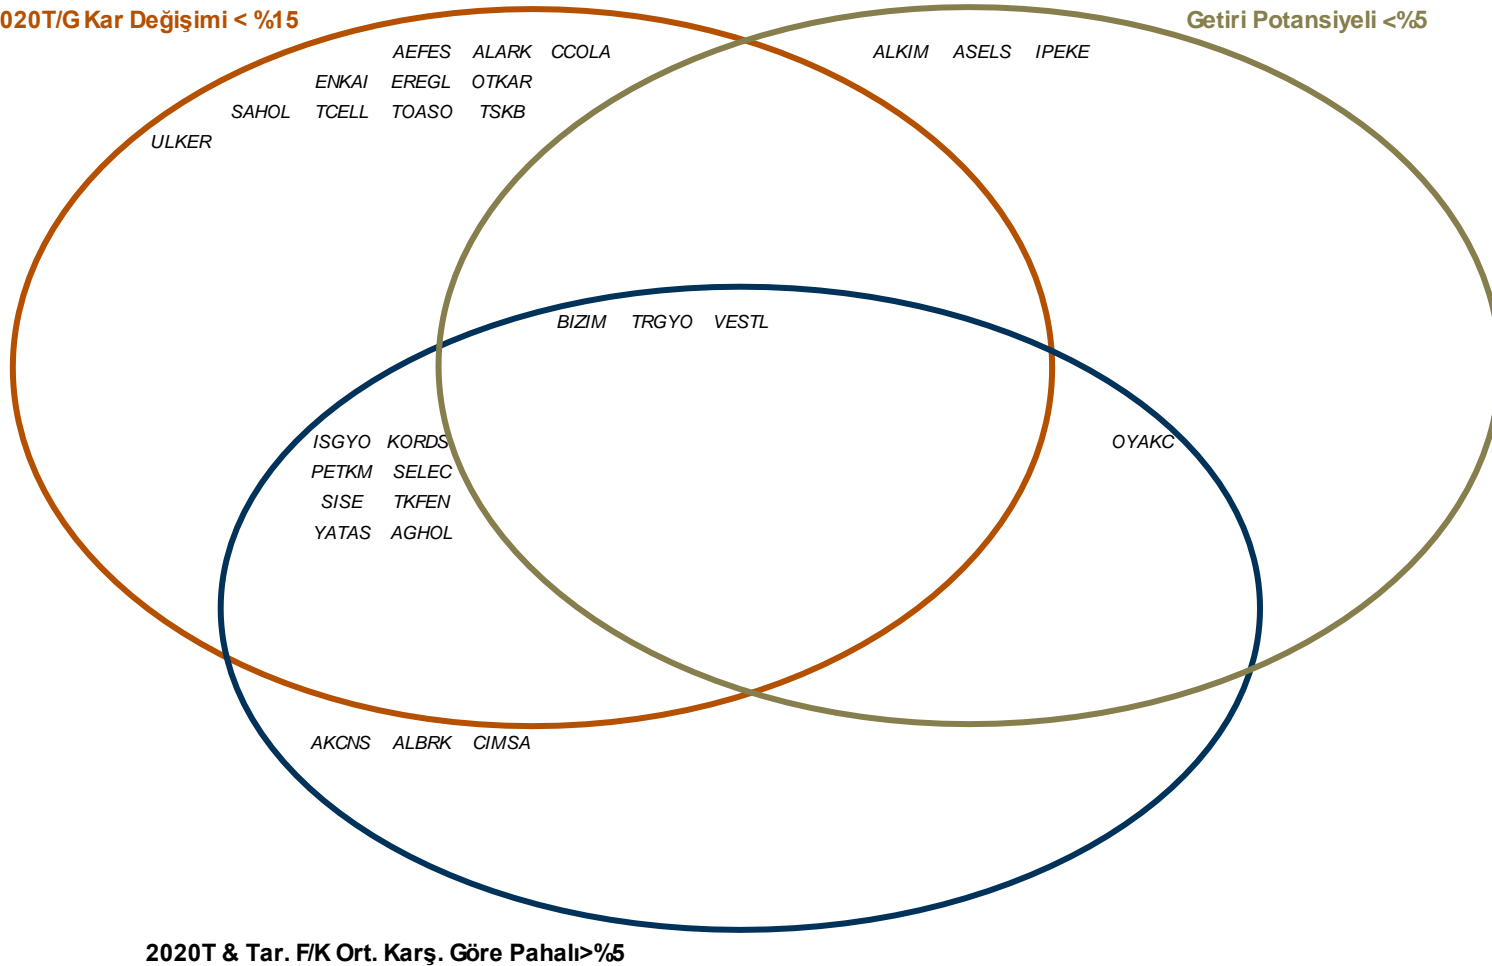 020T/G Kar Değişimi < %15
Getiri Potansiyeli <%5
AEFES ALARK CCOLA
ALKIM ASELS IPEKE
ENKAI EREGL OTKAR
SAHOL TCELL TOASO TSKB
ULKER
BIZIM TRGYO VESTL
ISGYO KORDS
OYAKC
PETKM SELEC
SISE TKFEN
YATAS AGHOL
AKCNS ALBRK CIMSA
2020T & Tar. F/K Ort. Karş. Göre Pahalı>%5